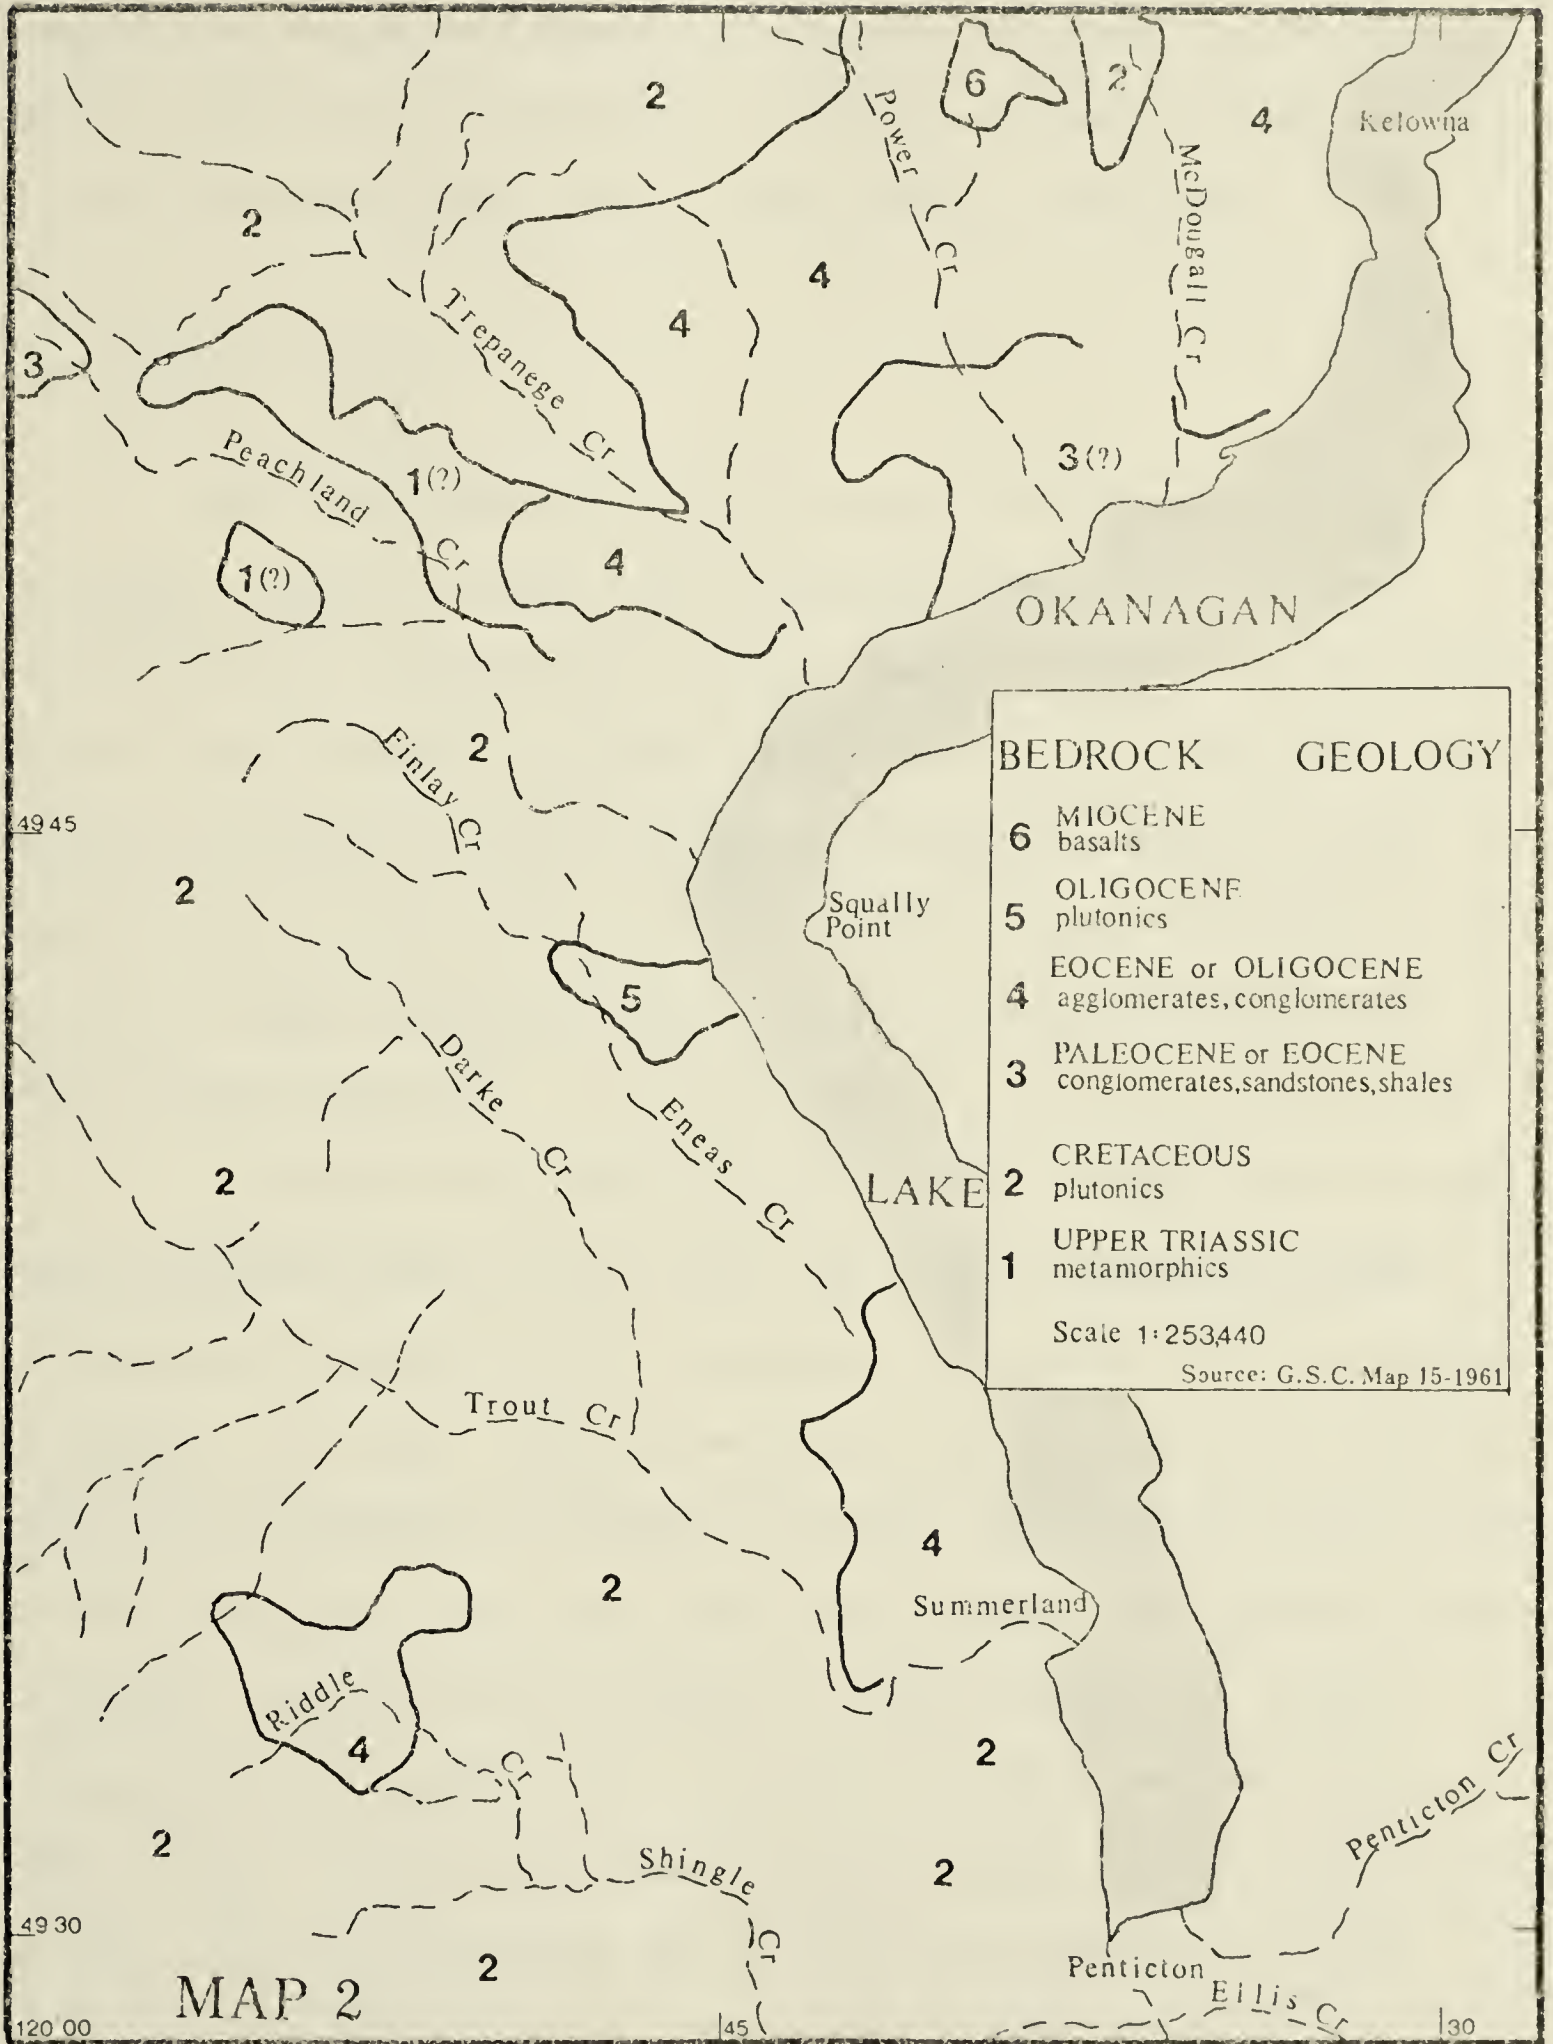 2
6
2
4
Kelowna
Power
Cr
McDougall Cr
2
4
4
3
Trepanege
Cr
Peachland
Cr
1(?)
3(?)
1(?)
4
OKANAGAN
2
Finlay
Cr
49 45
2
Squally
Point
5
Darke
Cr
Eneas
Cr
LAKE
2
BEDROCK GEOLOGY
6 MIOCENE
basalts
5 OLIGOCENE
plutonics
4 EOCENE or OLIGOCENE
agglomerates, conglomerates
3 PALEOCENE or EOCENE
conglomerates, sandstones, shales
2 CRETACEOUS
plutonics
1 UPPER TRIASSIC
metamorphics
Scale 1:253,440
Source: G.S.C. Map 15-1961
Trout Cr
4
2
Summerland
Riddle
4
Cr
2
Penticton Cr
2
Shingle
Cr
2
49 30
2
Penticton
Ellis Cr
MAP 2
120 00
45
30